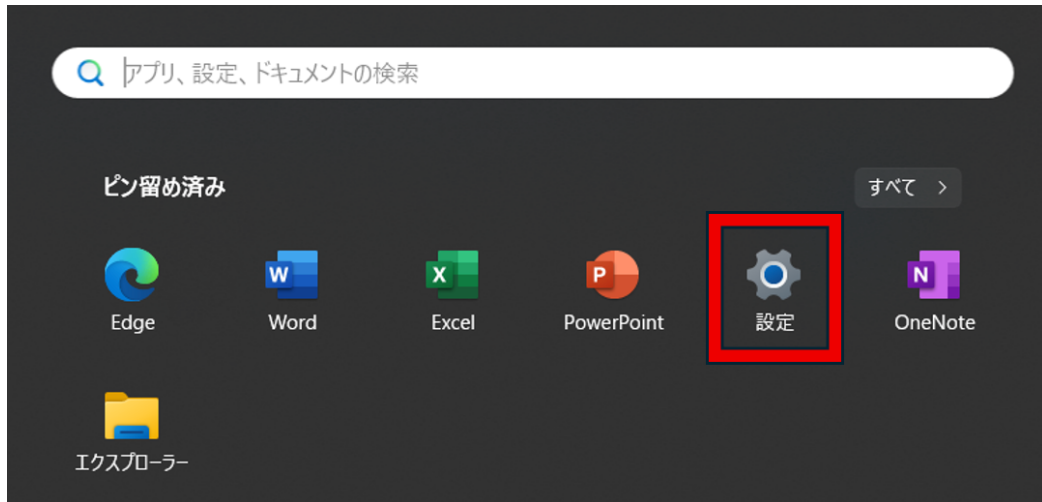 アプリ、設定、ドキュメントの検索
ピン留め済み
すべて >
Edge
Word
Excel
PowerPoint
設定
OneNote
エクスプローラー